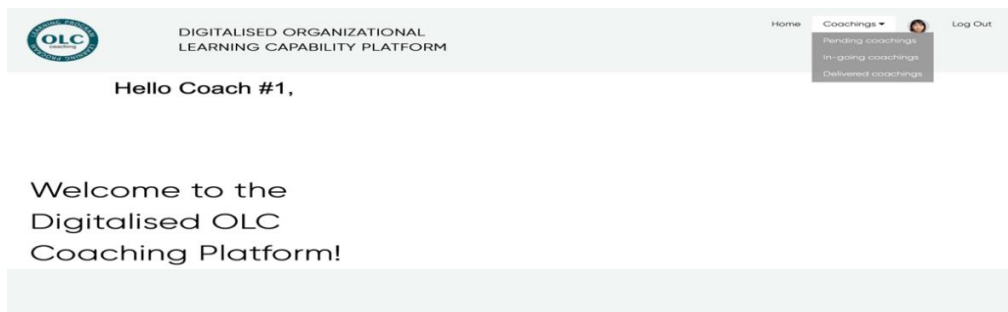 OLC
coaching
DIGITALISED ORGANIZATIONAL
LEARNING CAPABILITY PLATFORM
Home
Coachings
Log Out
Pending coachings
In-going coachings
Delivered coachings
Hello Coach #1,
Welcome to the
Digitalised OLC
Coaching Platform!